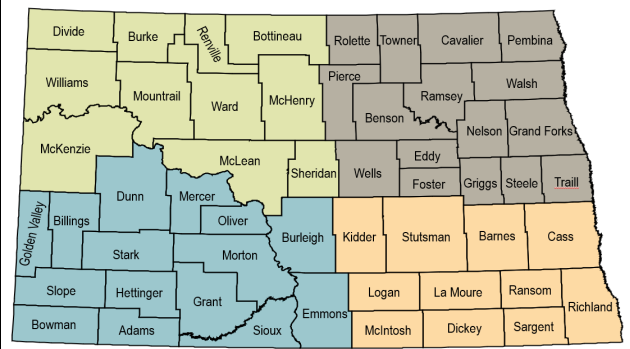 Divide
Burke
Renville
Bottineau
Rolette
Towner
Cavalier
Pembina
Williams
Mountrail
Ward
McHenry
Pierce
Benson
Ramsey
Walsh
Nelson
Grand Forks
McKenzie
McLean
Sheridan
Wells
Eddy
Foster
Griggs
Steele
Traill
Golden Valley
Billings
Dunn
Mercer
Oliver
Burleigh
Kidder
Stutsman
Barnes
Cass
Stark
Morton
Slope
Hettinger
Grant
Emmons
Logan
La Moure
Ransom
Richland
Bowman
Adams
Sioux
McIntosh
Dickey
Sargent